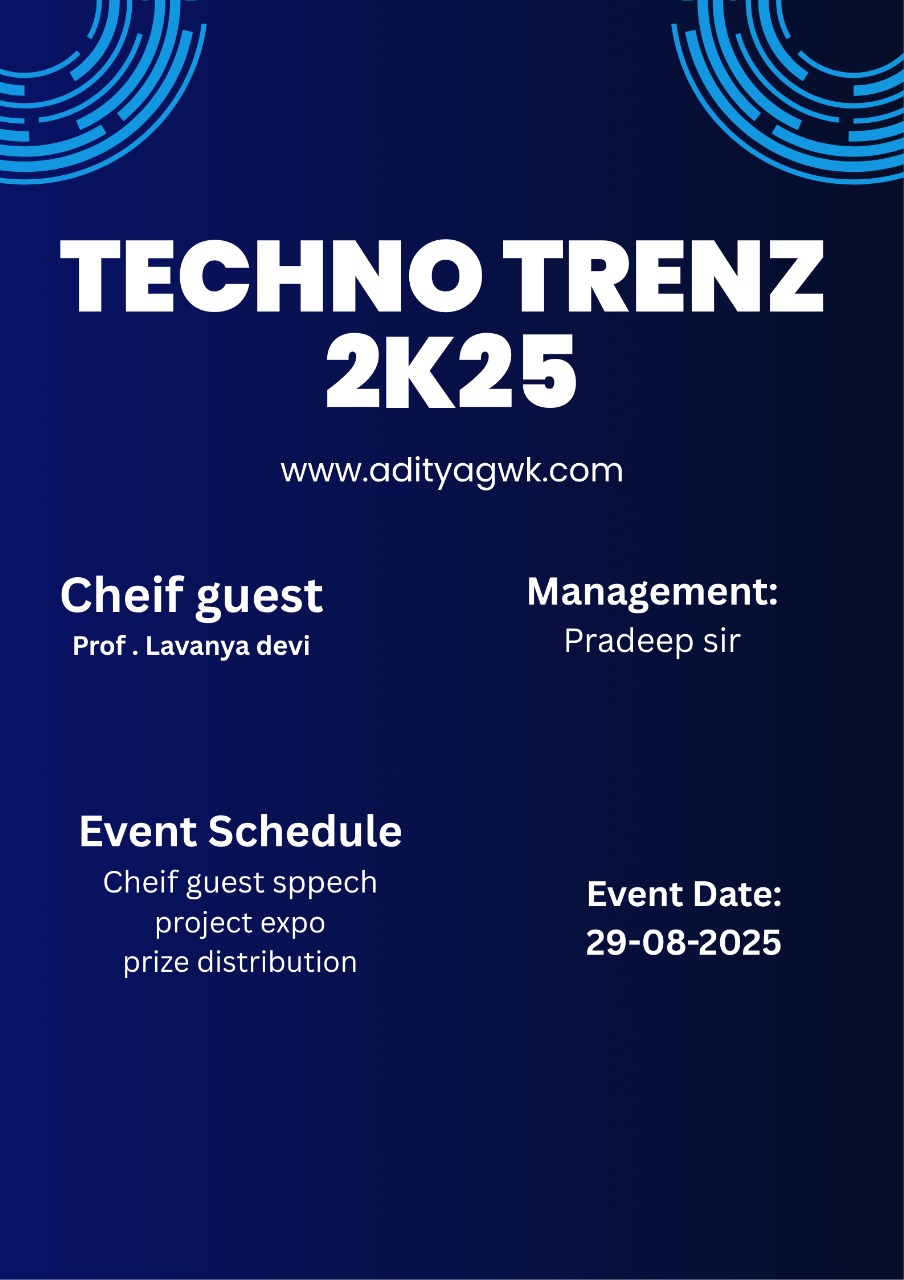 TECHNO TRENZ
2K25
www.adityagwk.com
Cheif guest
Prof . Lavanya devi
Management:
Pradeep sir
Event Schedule
Cheif guest sppech
project expo
prize distribution
Event Date:
29-08-2025